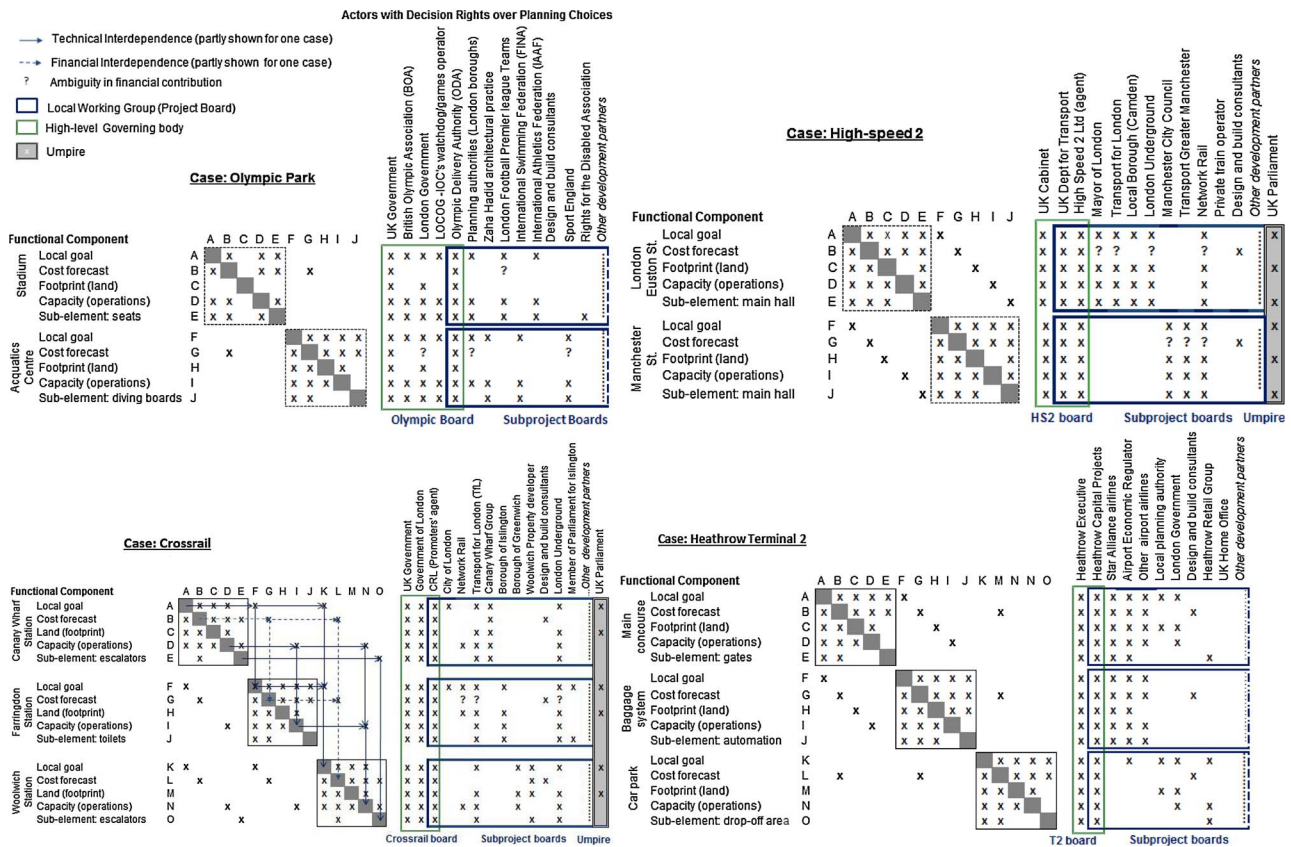 Actors with Decision Rights over Planning Choices
Technical Interdependence (partly shown for one case)
Financial Interdependence (partly shown for one case)
? Ambiguity in financial contribution
Local Working Group (Project Board)
High-level Governing body
x Umpire
Case: Olympic Park
UK Government
British Olympic Association (BOA)
London Government
LOCOG -IOC's watchdog/games operator
Olympic Delivery Authority (ODA)
Planning authorities (London boroughs)
Zaha Hadid architectural practice
London Football Premier league Teams
International Swimming Federation (FINA)
International Athletics Federation (IAAF)
Design and build consultants
Sport England
Rights for the Disabled Association
Other development partners
Functional Component A B C D E F G H I J
Stadium
Local goal A x x x x x x x x x x x x
Cost forecast B x x x x x x ?
Footprint (land) C x x x
Capacity (operations) D x x x x x x x x x x x
Sub-element: seats E x x x x x x x x x x x x
Acquatics Centre
Local goal F x x x x x x x x x x x x x
Cost forecast G x x x x x x ? x ? ?
Footprint (land) H x x x x x
Capacity (operations) I x x x x x x x x x x x x
Sub-element: diving boards J x x x x x x x x x x x
Olympic Board Subproject Boards
Case: High-speed 2
UK Cabinet
UK Dept for Transport
High Speed 2 Ltd (agent)
Mayor of London
Transport for London
Local Borough (Camden)
London Underground
Manchester City Council
Transport Greater Manchester
Network Rail
Private train operator
Design and build consultants
Other development partners
UK Parliament
Functional Component A B C D E F G H I J
London Euston St.
Local goal A x x x x x x x x x x x x x x
Cost forecast B x x x x x x x x ? ? ? ? x
Footprint (land) C x x x x x x x x x x x x x
Capacity (operations) D x x x x x x x x x x x x x
Sub-element: main hall E x x x x x x x x x x x x x
Manchester St.
Local goal F x x x x x x x x x x x x
Cost forecast G x x x x x x x x ? ? ? x
Footprint (land) H x x x x x x x x x x x x
Capacity (operations) I x x x x x x x x x x x
Sub-element: main hall J x x x x x x x x x x x
HS2 board Subproject boards Umpire
Case: Crossrail
UK Government
Government of London
CRL (Promoters' agent)
City of London
Network Rail
Transport for London (TfL)
Canary Wharf Group
Borough of Islington
Borough of Greenwich
Woolwich Property developer
Design and build consultants
London Underground
Member of Parliament for Islington
Other development partners
UK Parliament
Functional Component A B C D E F G H I J K L M N O
Canary Wharf Station
Local goal A
Cost forecast B
Land (footprint) C
Capacity (operations) D
Sub-element: escalators E
Farringdon Station
Local goal F
Cost forecast G
Land (footprint) H
Capacity (operations) I
Sub-element: toilets J
Woolwich Station
Local goal K
Cost forecast L
Land (footprint) M
Capacity (operations) N
Sub-element: escalators O
Crossrail board Subproject boards Umpire
Case: Heathrow Terminal 2
Heathrow Executive
Heathrow Capital Projects
Star Alliance airlines
Airport Economic Regulator
Other airport airlines
Local planning authority
London Government
Design and build consultants
Heathrow Retail Group
UK Home Office
Other development partners
Functional Component A B C D E F G H I J K M N N O
Main concourse
Local goal A
Cost forecast B
Footprint (land) C
Capacity (operations) D
Sub-element: gates E
Baggage system
Local goal F
Cost forecast G
Footprint (land) H
Capacity (operations) I
Sub-element: automation J
Car park
Local goal K
Cost forecast L
Footprint (land) M
Capacity (operations) N
Sub-element: drop-off area O
T2 board Subproject boards